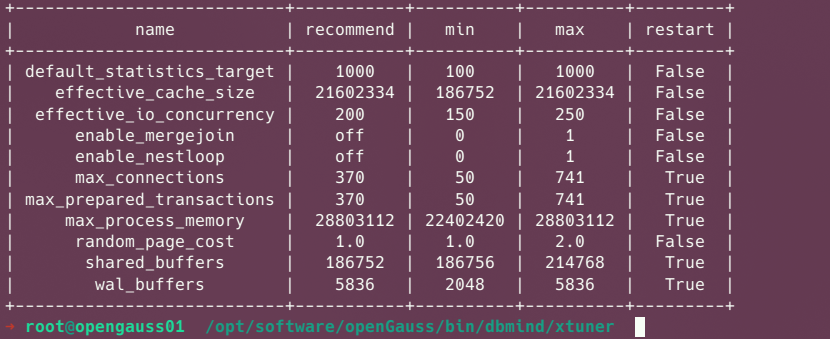 +---------------------------+-----------+----------+----------+---------+
|            name           | recommend |   min    |   max    | restart |
+---------------------------+-----------+----------+----------+---------+
| default_statistics_target |    1000   |   100    |   1000   |  False  |
|    effective_cache_size   |  21602334 |  186752  | 21602334 |  False  |
|  effective_io_concurrency |    200    |   150    |   250    |  False  |
|      enable_mergejoin     |    off    |    0     |    1     |  False  |
|      enable_nestloop      |    off    |    0     |    1     |  False  |
|      max_connections      |    370    |    50    |   741    |   True  |
| max_prepared_transactions |    370    |    50    |   741    |   True  |
|     max_process_memory    |  28803112 | 22402420 | 28803112 |   True  |
|      random_page_cost     |    1.0    |   1.0    |   2.0    |  False  |
|       shared_buffers      |   186752  |  186756  |  214768  |   True  |
|        wal_buffers        |    5836   |   2048   |   5836   |   True  |
+---------------------------+-----------+----------+----------+---------+
→ root@opengauss01  /opt/software/openGauss/bin/dbmind/xtuner